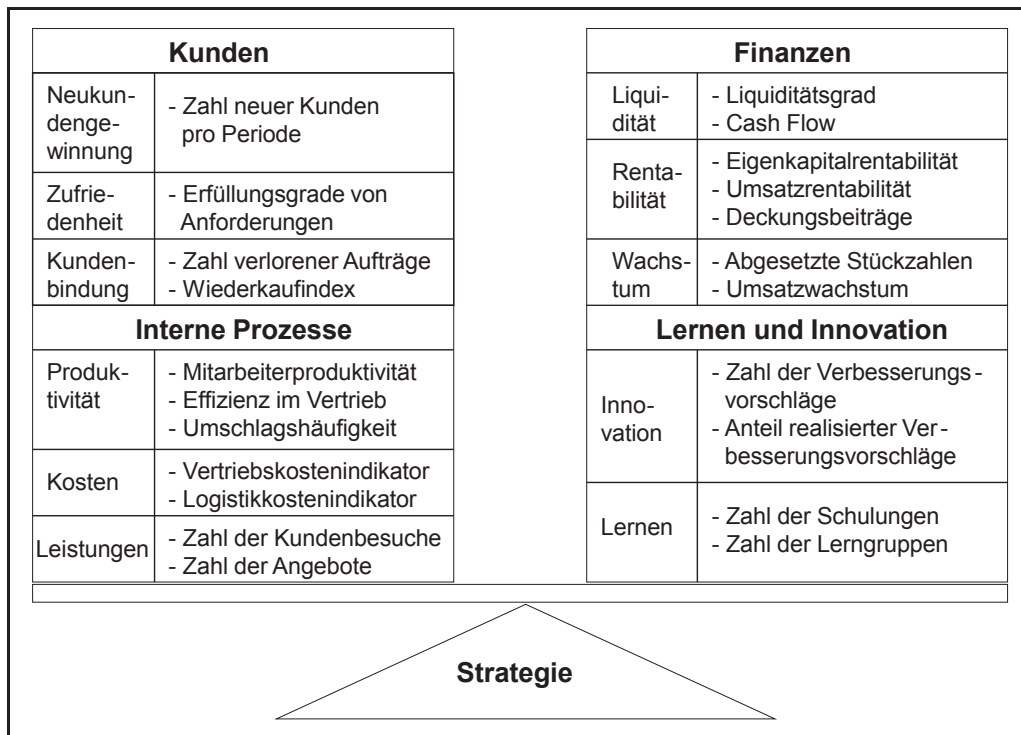 Kunden
Neukun-
dengewinnung
- Zahl neuer Kunden
pro Periode
Zufrie-
denheit
- Erfüllungsgrade von
Anforderungen
Kunden-
bindung
- Zahl verlorener Aufträge
- Wiederkaufindex
Interne Prozesse
Produk-
tivität
- Mitarbeiterproduktivität
- Effizienz im Vertrieb
- Umschlagshäufigkeit
Kosten
- Vertriebskostenindikator
- Logistikkostenindikator
Leistungen
- Zahl der Kundenbesuche
- Zahl der Angebote
Finanzen
Liqui-
dität
- Liquiditätsgrad
- Cash Flow
Renta-
bilität
- Eigenkapitalrentabilität
- Umsatzrentabilität
- Deckungsbeiträge
Wachs-
tum
- Abgesetzte Stückzahlen
- Umsatzwachstum
Lernen und Innovation
Inno-
vation
- Zahl der Verbesserungs-
vorschläge
- Anteil realisierter Ver-
besserungsvorschläge
Lernen
- Zahl der Schulungen
- Zahl der Lerngruppen
Strategie